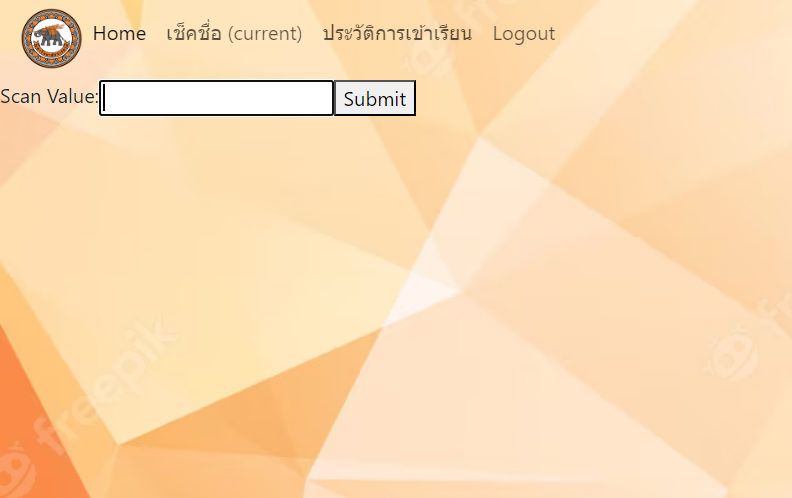 Home เช็คชื่อ (current) ประวัติการเข้าเรียน Logout
Scan Value: Submit
freepik